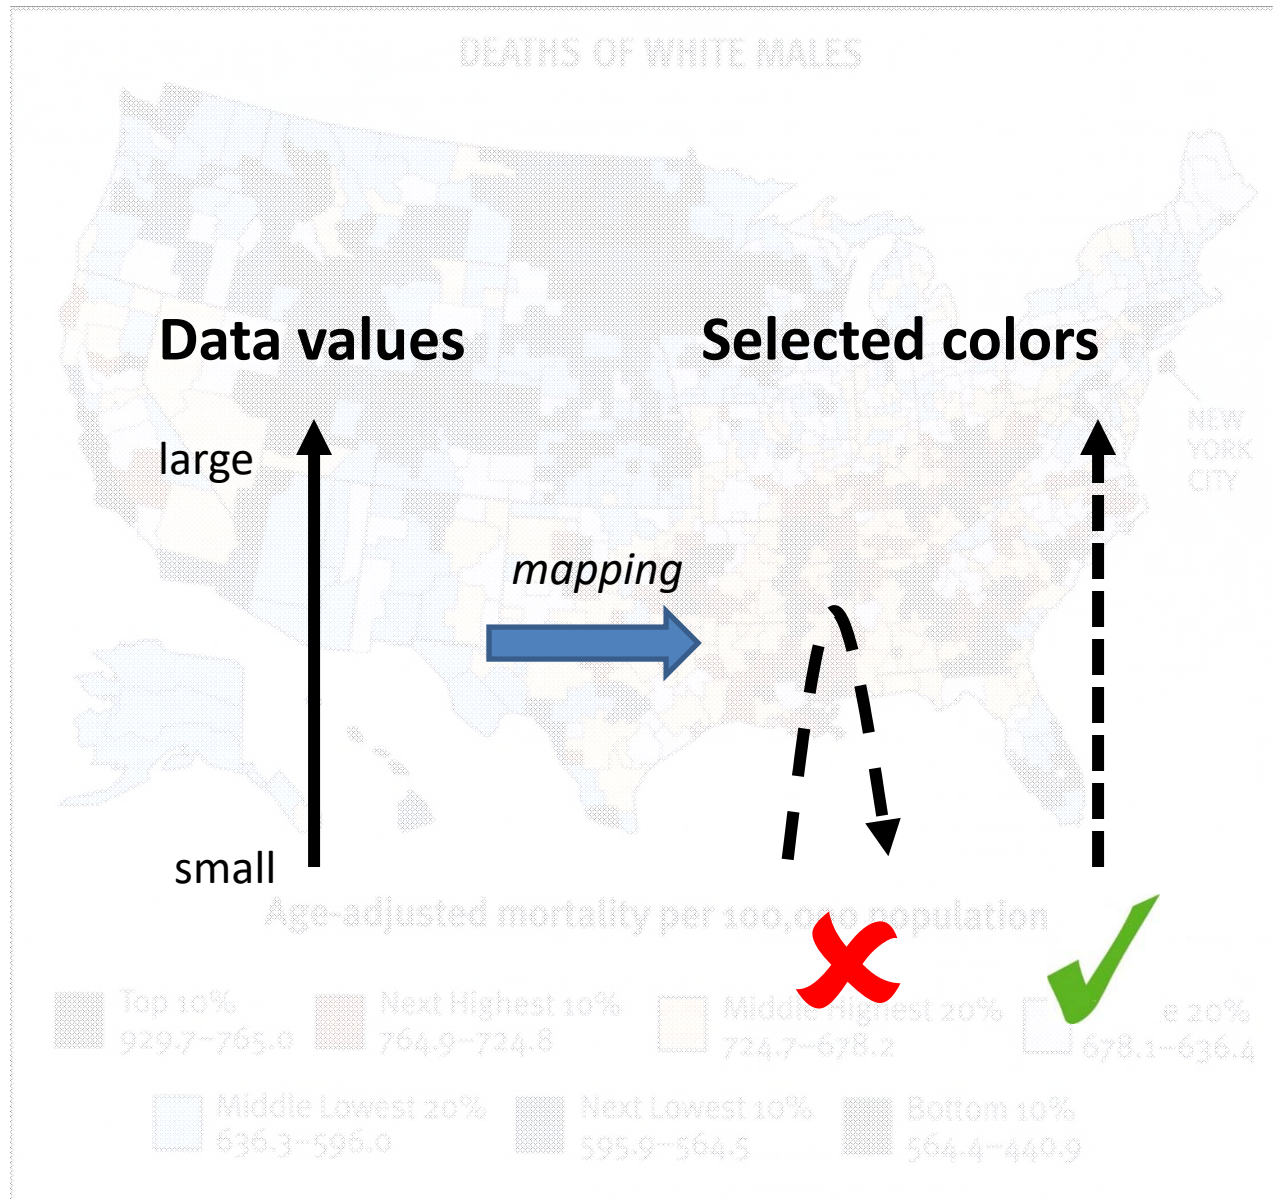 DEATHS OF WHITE MALES
Data values
Selected colors
NEW
YORK
CITY
large
mapping
small
Age-adjusted mortality per 100,000 population
Top 10%
929.7–765.0
Next Highest 10%
764.9–724.8
Middle Highest 20%
724.7–678.2
e 20%
678.1–636.4
Middle Lowest 20%
636.3–596.0
Next Lowest 10%
595.9–564.5
Bottom 10%
564.4–440.9